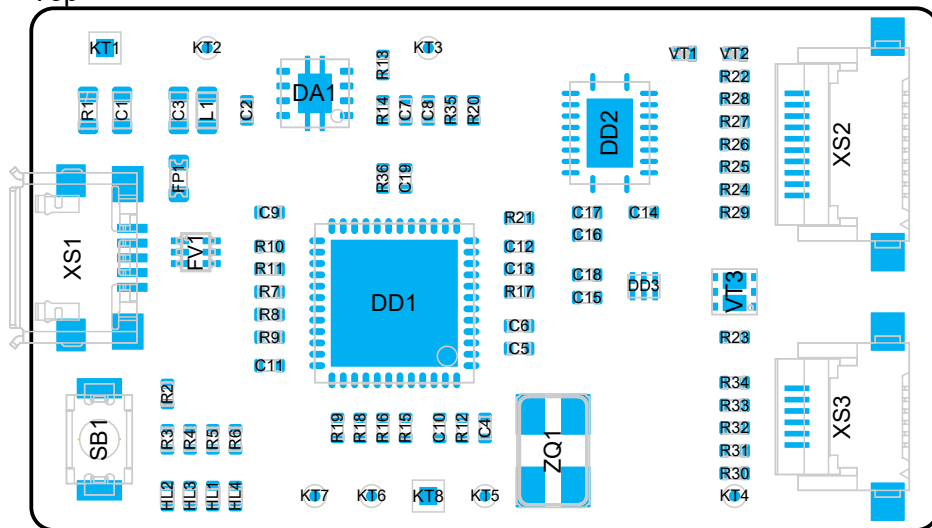 KT1 KT2 KT3 VT1 VT2
R13
R22
DA1
R28
R1 C1 C3 L1 C2 R14 C7 C8 R35 R20
R27
DD2
R26
XS2
R25
FP1 R36 C19
R24
C9 R21 C17 C14 R29
C16
R10 C12
XS1 FV1
R11 C13 C18
R7 R17 DD3 VT3
C15
DD1
R8 C6
R9 C5 R23
C11
R34
R2
R33
XS3
SB1 R3 R4 R5 R6 R19 R18 R16 R15 C10 R12 C4 ZQ1 R32
R31
R30
HL2 HL3 HL1 HL4 KT7 KT6 KT8 KT5 KT4